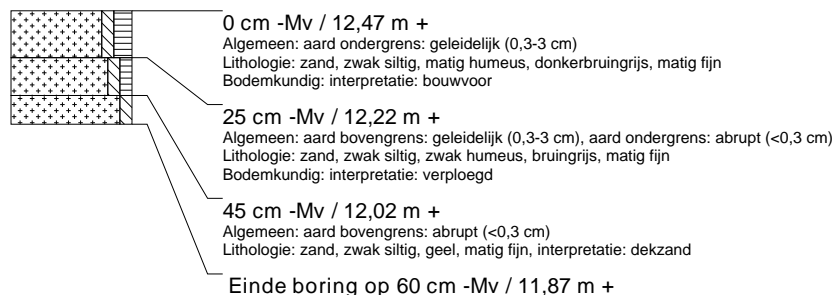 0 cm -Mv / 12,47 m +
Algemeen: aard ondergrens: geleidelijk (0,3-3 cm)
Lithologie: zand, zwak siltig, matig humeus, donkerbruingrijs, matig fijn
Bodemkundig: interpretatie: bouwvoor
25 cm -Mv / 12,22 m +
Algemeen: aard bovengrens: geleidelijk (0,3-3 cm), aard ondergrens: abrupt (<0,3 cm)
Lithologie: zand, zwak siltig, zwak humeus, bruingrijs, matig fijn
Bodemkundig: interpretatie: verploegd
45 cm -Mv / 12,02 m +
Algemeen: aard bovengrens: abrupt (<0,3 cm)
Lithologie: zand, zwak siltig, geel, matig fijn, interpretatie: dekzand
Einde boring op 60 cm -Mv / 11,87 m +